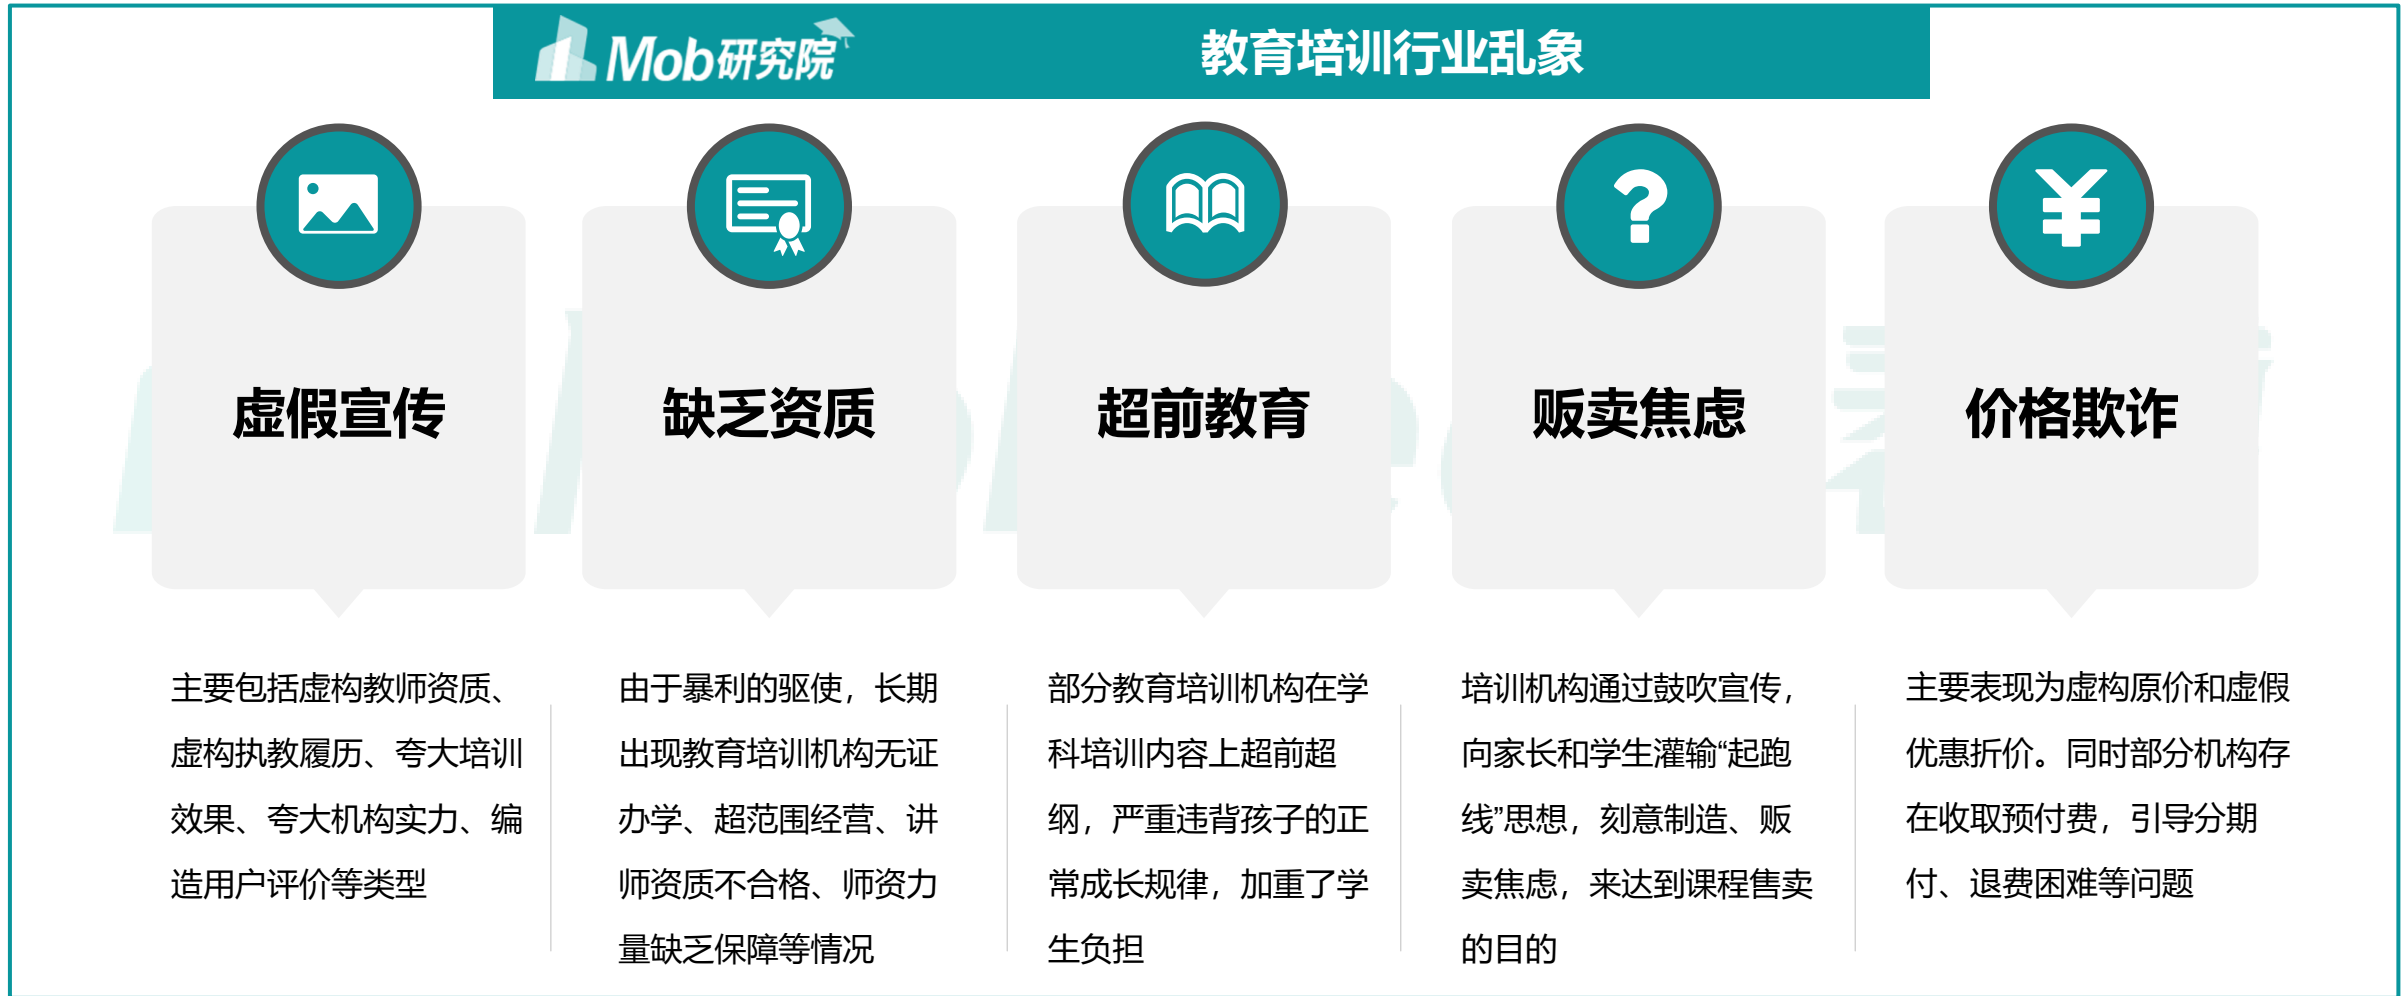 Mob研究院
教育培训行业乱象
虚假宣传
主要包括虚构教师资质、
虚构执教履历、夸大培训
效果、夸大机构实力、编
造用户评价等类型
缺乏资质
由于暴利的驱使，长期
出现教育培训机构无证
办学、超范围经营、讲
师资质不合格、师资力
量缺乏保障等情况
超前教育
部分教育培训机构在学
科培训内容上超前超
纲，严重违背孩子的正
常成长规律，加重了学
生负担
贩卖焦虑
培训机构通过鼓吹宣传，
向家长和学生灌输“起跑
线”思想，刻意制造、贩
卖焦虑，来达到课程售卖
的目的
价格欺诈
主要表现为虚构原价和虚假
优惠折价。同时部分机构存
在收取预付费，引导分期
付、退费困难等问题